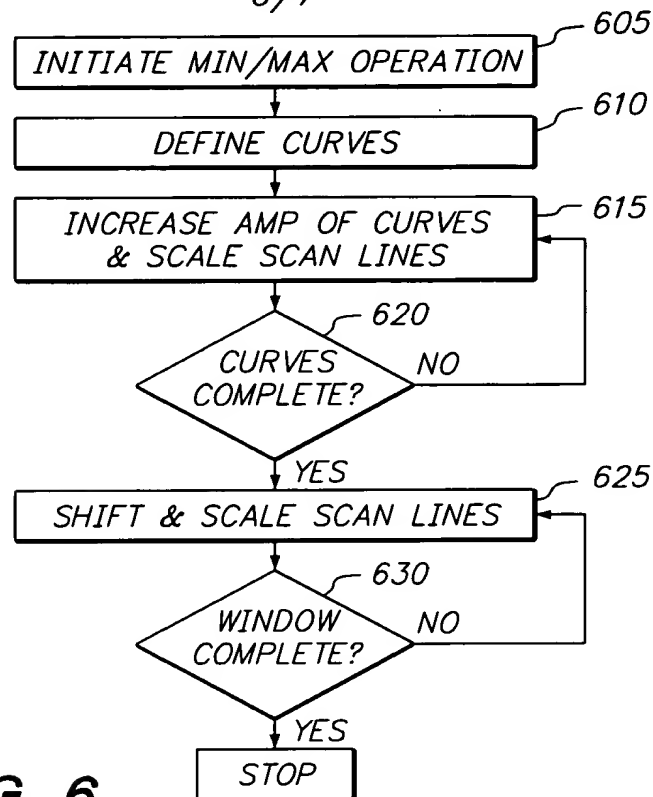 605
INITIATE MIN/MAX OPERATION
610
DEFINE CURVES
615
INCREASE AMP OF CURVES
& SCALE SCAN LINES
620
CURVES
COMPLETE?
NO
YES
625
SHIFT & SCALE SCAN LINES
630
WINDOW
COMPLETE?
NO
YES
STOP
G. 6